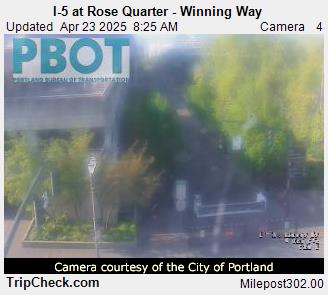 I-5 at Rose Quarter - Winning Way
Updated Apr 23 2025 8:25 AM Camera 4
PBOT
PORTLAND BUREAU OF TRANSPORTATION
Camera courtesy of the City of Portland
TripCheck.com Milepost302.00